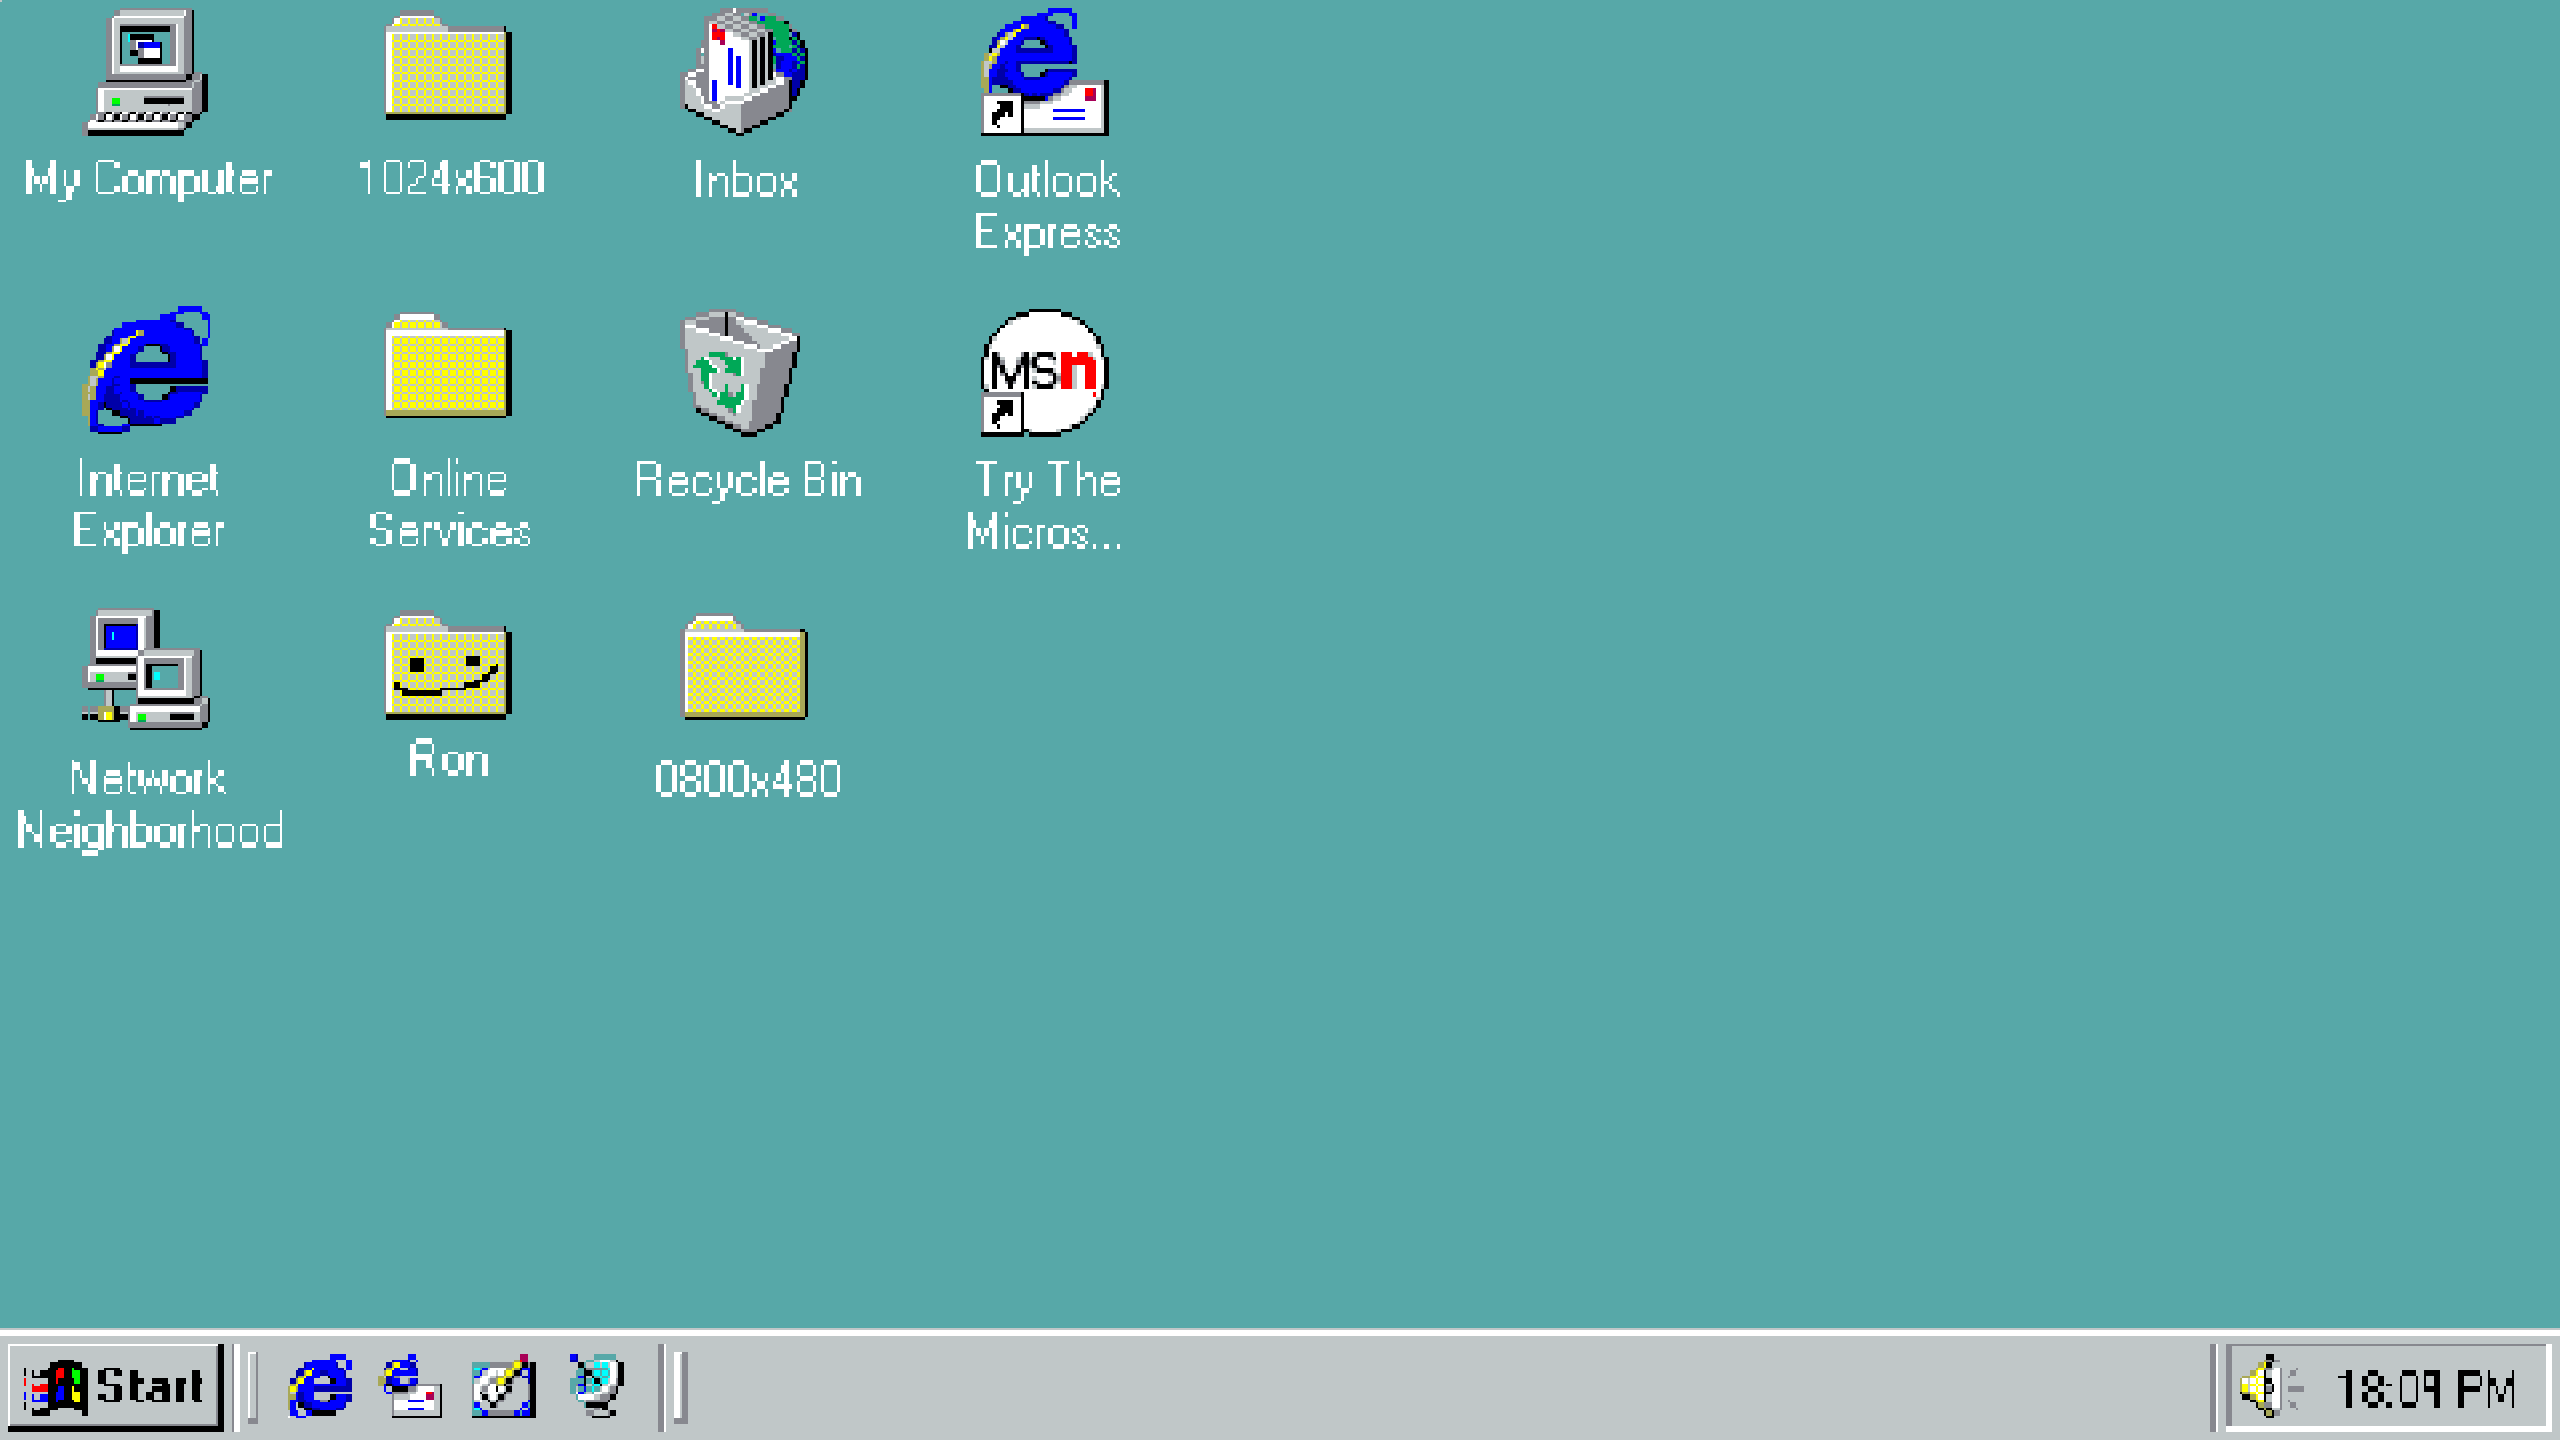 My Computer
1024x600
Inbox
Outlook
Express
Internet
Explorer
Online
Services
Recycle Bin
MSn
Try The
Micros...
Network
Neighborhood
Ron
0800x480
Start
18:09 PM